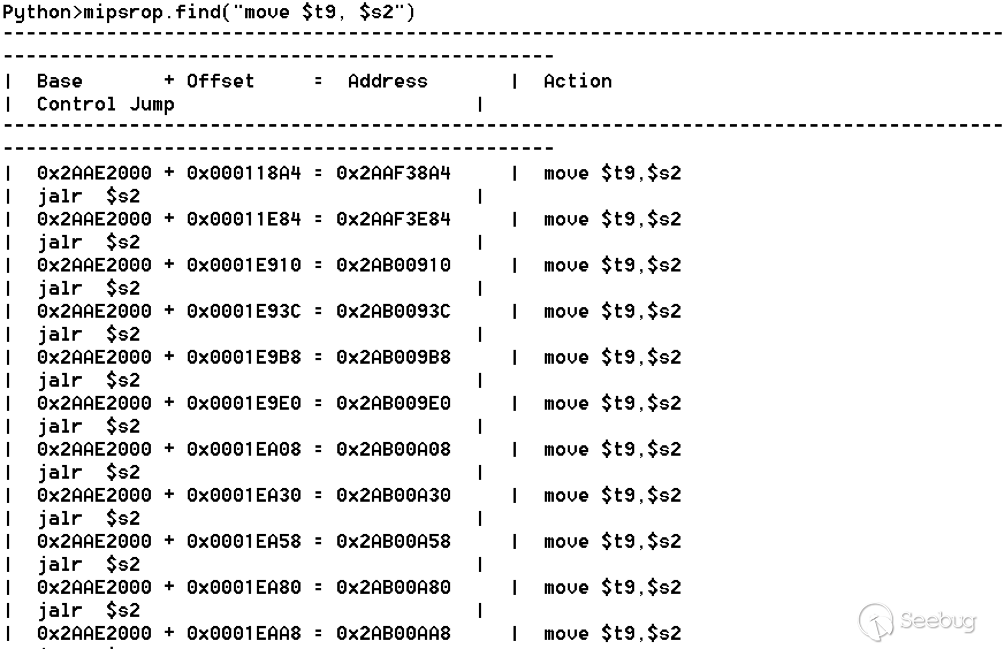 Python>mipsrop.find("move $t9, $s2")
----------------------------------------------------------------------------------------
------------------------------------------------
|  Base       + Offset     =  Address       |  Action
|  Control Jump                          |
----------------------------------------------------------------------------------------
------------------------------------------------
|  0x2AAE2000 + 0x000118A4 = 0x2AAF38A4     |  move $t9,$s2
|  jalr  $s2                             |
|  0x2AAE2000 + 0x00011E84 = 0x2AAF3E84     |  move $t9,$s2
|  jalr  $s2                             |
|  0x2AAE2000 + 0x0001E910 = 0x2AB00910     |  move $t9,$s2
|  jalr  $s2                             |
|  0x2AAE2000 + 0x0001E93C = 0x2AB0093C     |  move $t9,$s2
|  jalr  $s2                             |
|  0x2AAE2000 + 0x0001E9B8 = 0x2AB009B8     |  move $t9,$s2
|  jalr  $s2                             |
|  0x2AAE2000 + 0x0001E9E0 = 0x2AB009E0     |  move $t9,$s2
|  jalr  $s2                             |
|  0x2AAE2000 + 0x0001EA08 = 0x2AB00A08     |  move $t9,$s2
|  jalr  $s2                             |
|  0x2AAE2000 + 0x0001EA30 = 0x2AB00A30     |  move $t9,$s2
|  jalr  $s2                             |
|  0x2AAE2000 + 0x0001EA58 = 0x2AB00A58     |  move $t9,$s2
|  jalr  $s2                             |
|  0x2AAE2000 + 0x0001EA80 = 0x2AB00A80     |  move $t9,$s2
|  jalr  $s2                             |
|  0x2AAE2000 + 0x0001EAA8 = 0x2AB00AA8     |  move $t9,$s2
Seebug